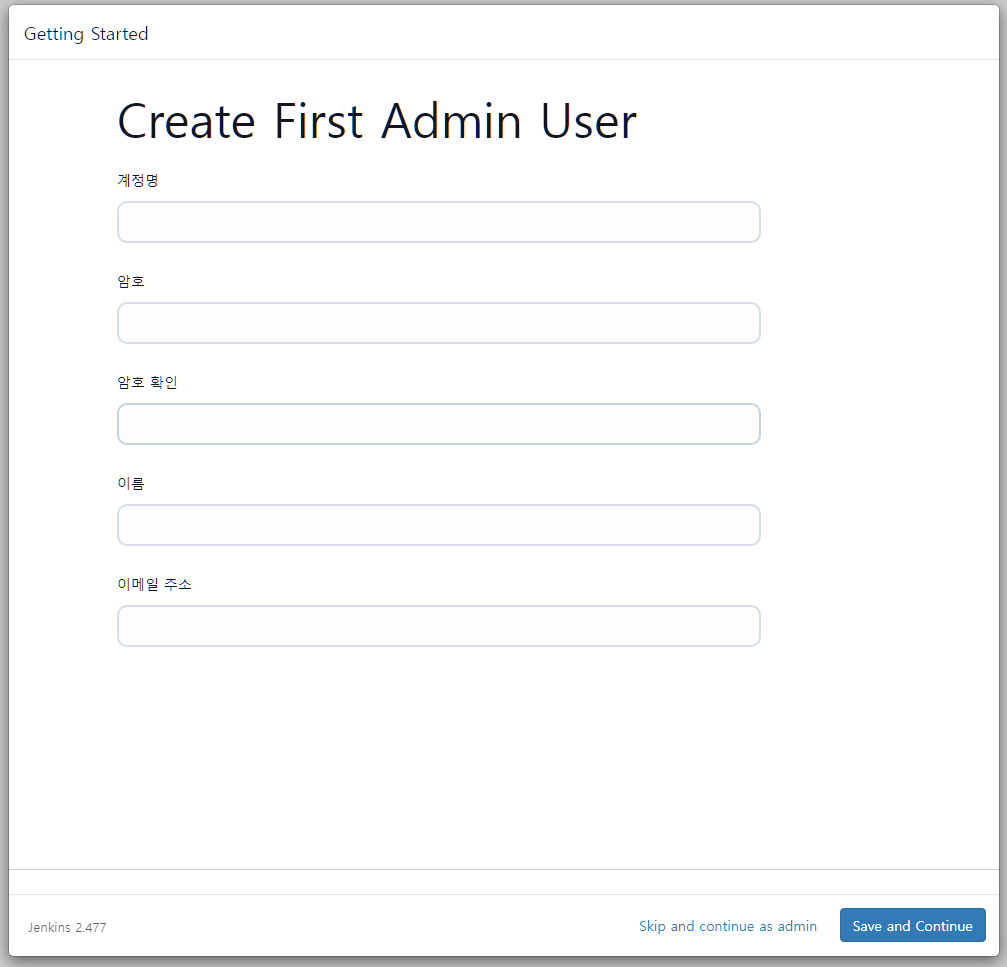 Getting Started
Create First Admin User
계정명
암호
암호 확인
이름
이메일 주소
Jenkins 2.477
Skip and continue as admin
Save and Continue